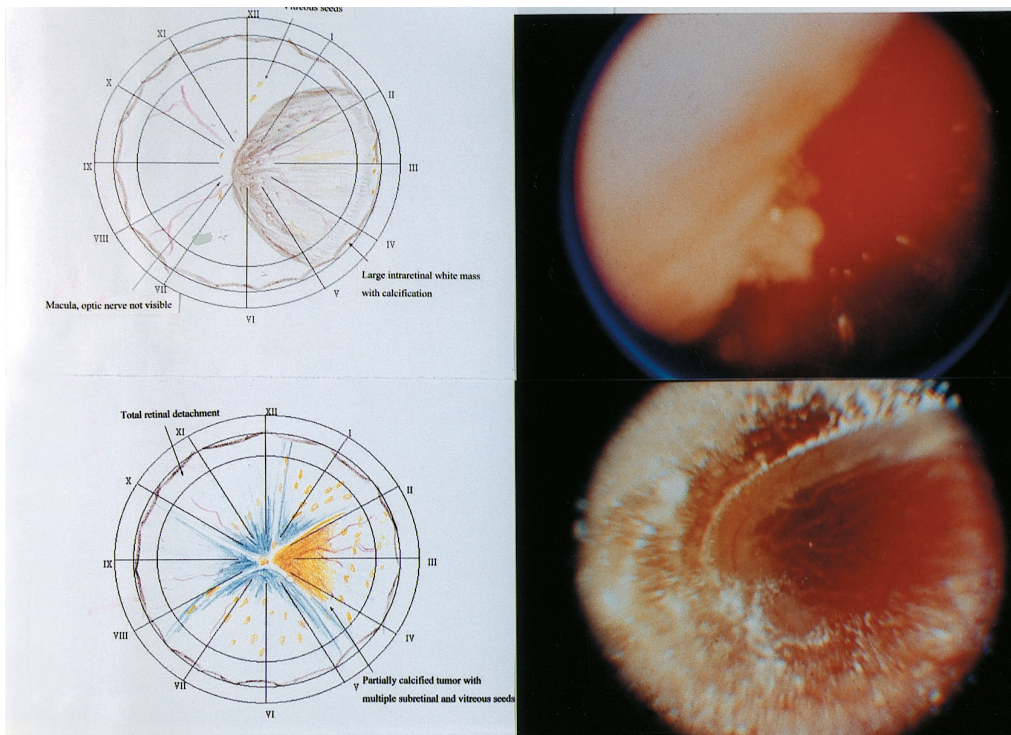 Vitreous seeds
XII
XI
I
X
II
IX
III
VIII
IV
Large intraretinal white mass
with calcification
VII
V
Macula, optic nerve not visible
VI
Total retinal detachment
XII
XI
I
X
II
IX
III
VIII
IV
VII
V
Partially calcified tumor with
multiple subretinal and vitreous seeds
VI